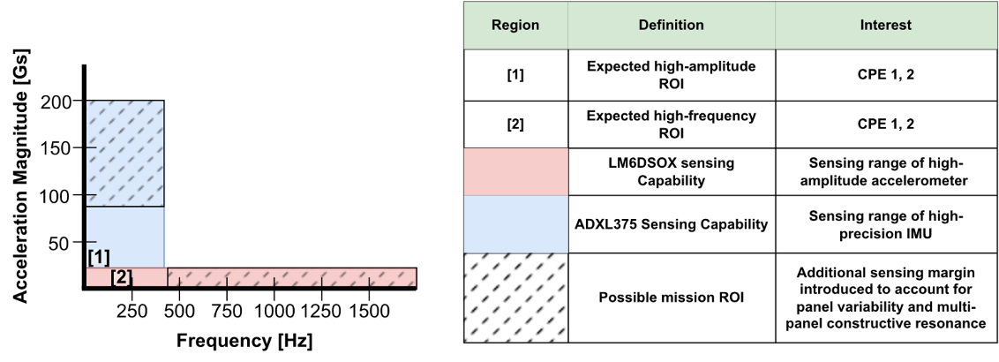 Acceleration Magnitude [Gs]
200
150
100
50
[1]
[2]
250 500 750 1000 1250 1500
Frequency [Hz]
Region Definition Interest
[1] Expected high-amplitude
ROI CPE 1, 2
[2] Expected high-frequency
ROI CPE 1, 2
LM6DSOX sensing
Capability
Sensing range of high-
amplitude accelerometer
ADXL375 Sensing Capability
Sensing range of high-
precision IMU
Possible mission ROI
Additional sensing margin
introduced to account for
panel variability and multi-
panel constructive resonance